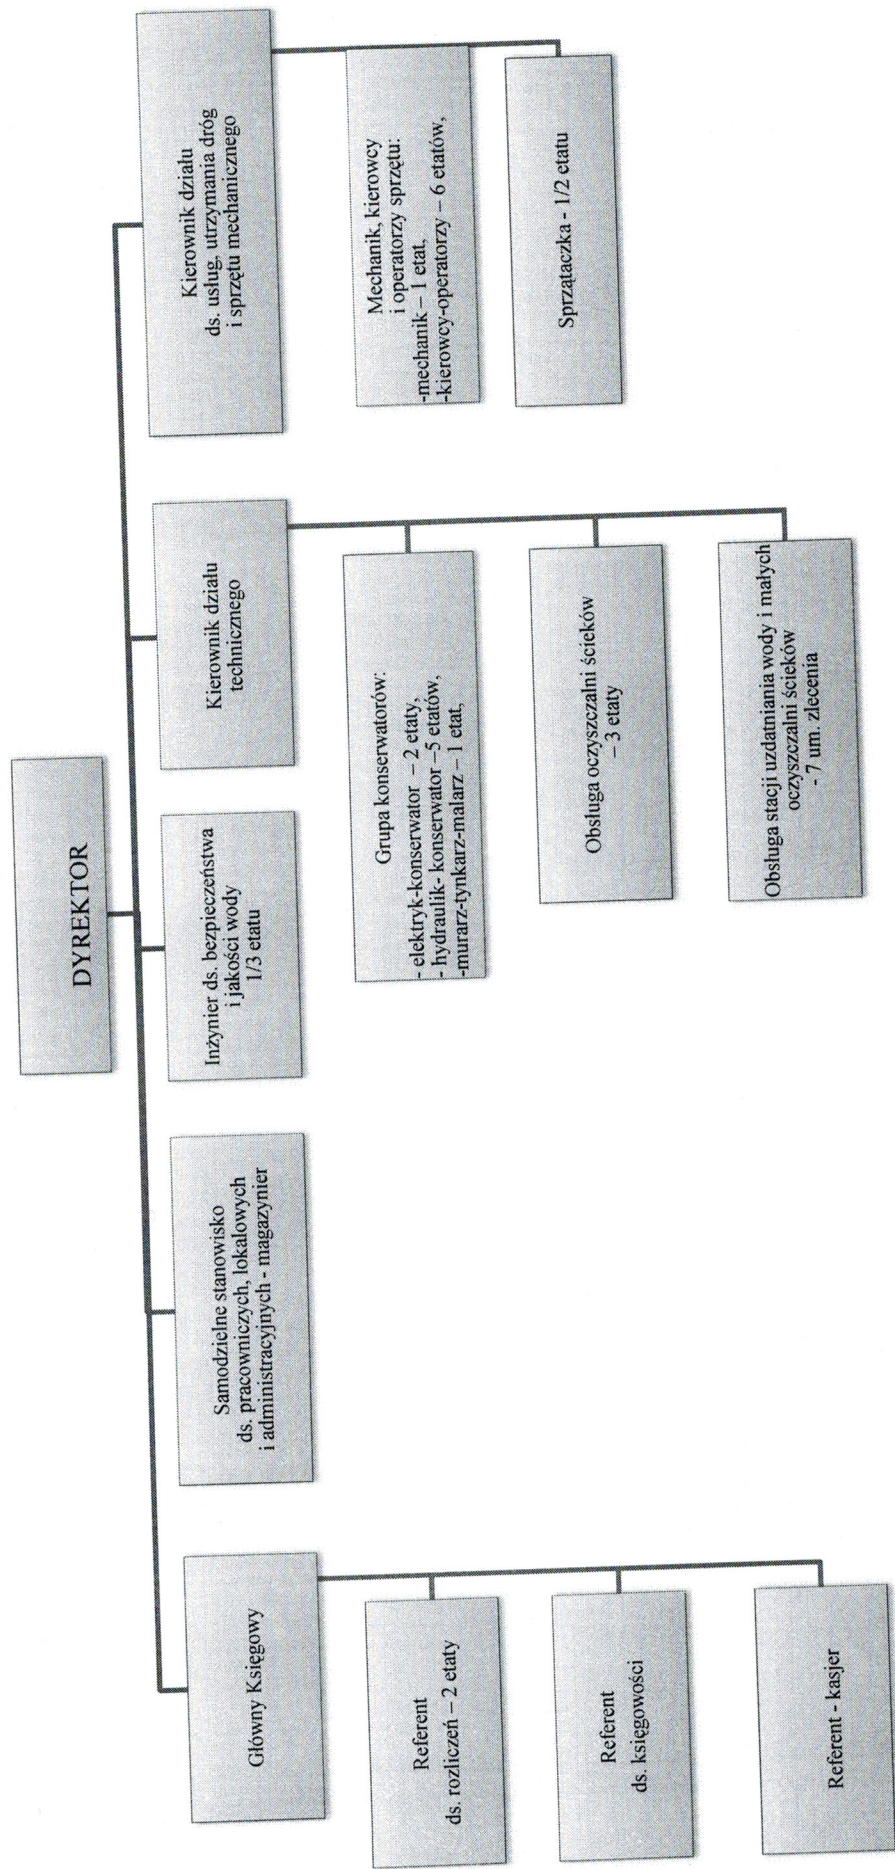 DYREKTOR
Główny Księgowy
Samodzielne stanowisko
ds. pracowniczych, lokalowych
i administracyjnych - magazynier
Inżynier ds. bezpieczeństwa
i jakości wody
1/3 etatu
Kierownik działu
technicznego
Kierownik działu
ds. usług, utrzymania dróg
i sprzętu mechanicznego
Referent
ds. rozliczeń – 2 etaty
Referent
ds. księgowości
Referent - kasjer
Grupa konserwatorów:
- elektryk-konserwator – 2 etaty,
- hydraulik- konserwator –5 etatów,
-murarz-tynkarz-malarz – 1 etat,
Obsługa oczyszczalni ścieków
– 3 etaty
Obsługa stacji uzdatniania wody i małych
oczyszczalni ścieków
- 7 um. zlecenia
Mechanik, kierowcy
i operatorzy sprzętu:
-mechanik – 1 etat,
-kierowcy-operatorzy – 6 etatów,
Sprzątaczka - 1/2 etatu